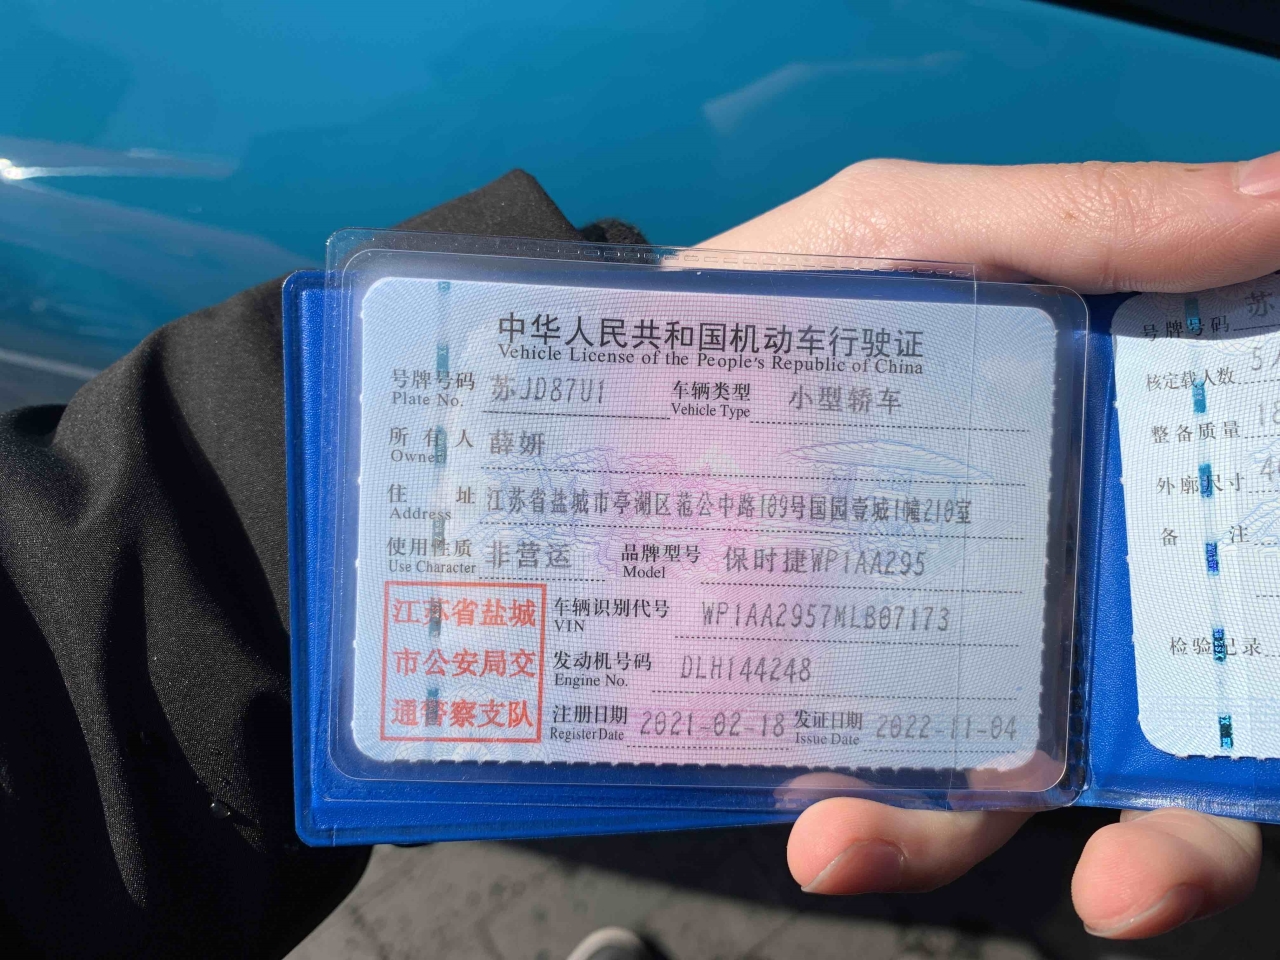 中华人民共和国机动车行驶证
Vehicle License of the People's Republic of China
号牌号码 苏JD87U1 车辆类型 小型轿车
Plate No. Vehicle Type
所有人 薛妍
Owner
住址 江苏省盐城市亭湖区范公中路189号国园壹城1幢210室
Address
使用性质 非营运 品牌型号 保时捷WP1AA295
Use Character Model
江苏省盐城
市公安局交
通警察支队
车辆识别代号 WP1AA2957MLB07173
VIN
发动机号码 DLH144248
Engine No.
注册日期 2021-02-18 发证日期 2022-11-04
Register Date Issue Date
号牌号码 苏
核定载人数
整备质量
外廓尺寸
备注
检验记录